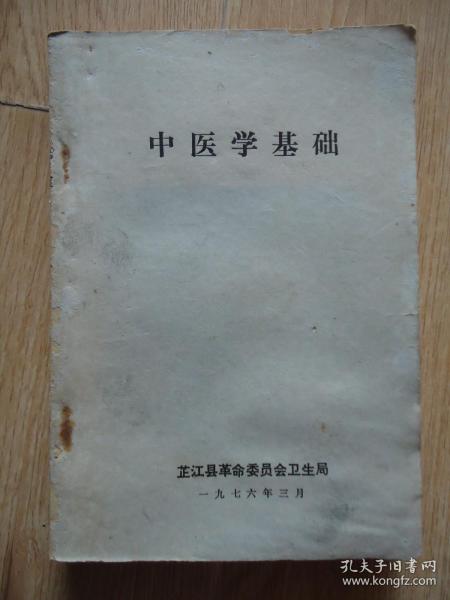 中医学基础
芷江县革命委员会卫生局
一九七六年三月
孔夫子旧书网
www.kongfz.com